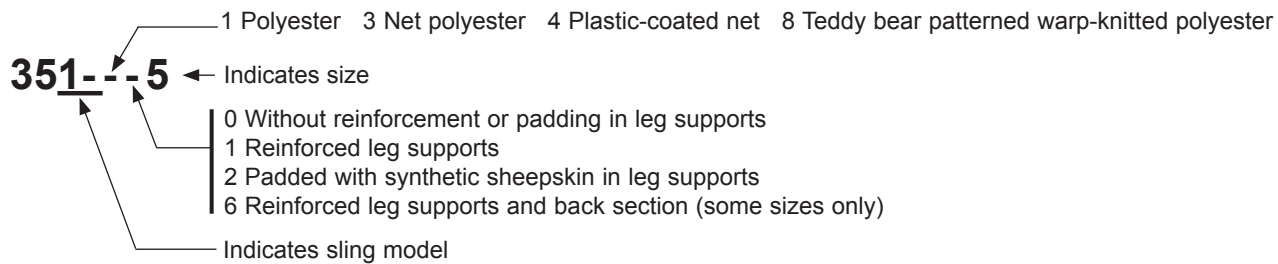 1 Polyester 3 Net polyester 4 Plastic-coated net 8 Teddy bear patterned warp-knitted polyester
351- - - 5
Indicates size
0 Without reinforcement or padding in leg supports
1 Reinforced leg supports
2 Padded with synthetic sheepskin in leg supports
6 Reinforced leg supports and back section (some sizes only)
Indicates sling model